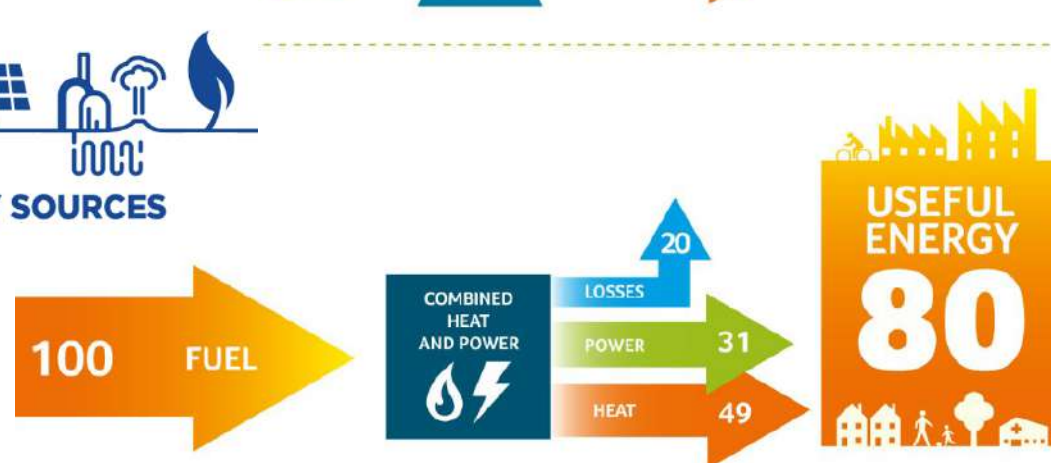 SOURCES
100 FUEL
COMBINED
HEAT
AND POWER
LOSSES
20
POWER 31
HEAT 49
USEFUL
ENERGY
80